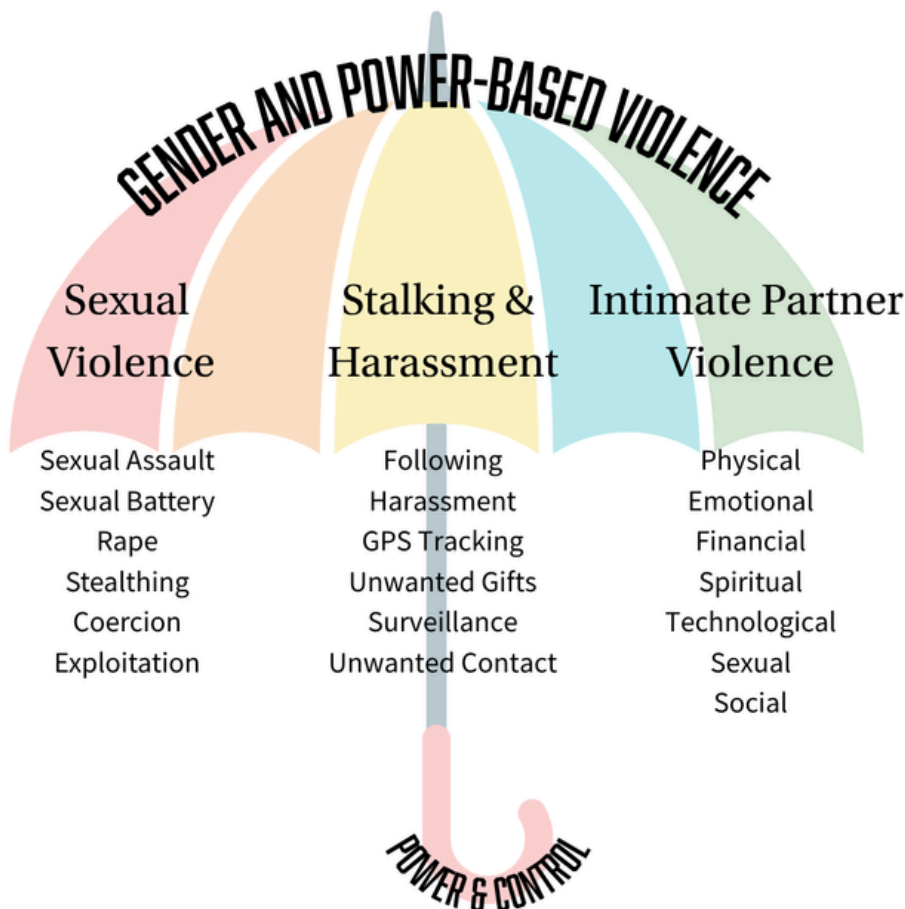 GENDER AND POWER-BASED VIOLENCE
Sexual
Violence
Sexual Assault
Sexual Battery
Rape
Stealthing
Coercion
Exploitation
Stalking &
Harassment
Following
Harassment
GPS Tracking
Unwanted Gifts
Surveillance
Unwanted Contact
Intimate Partner
Violence
Physical
Emotional
Financial
Spiritual
Technological
Sexual
Social
POWER & CONTROL